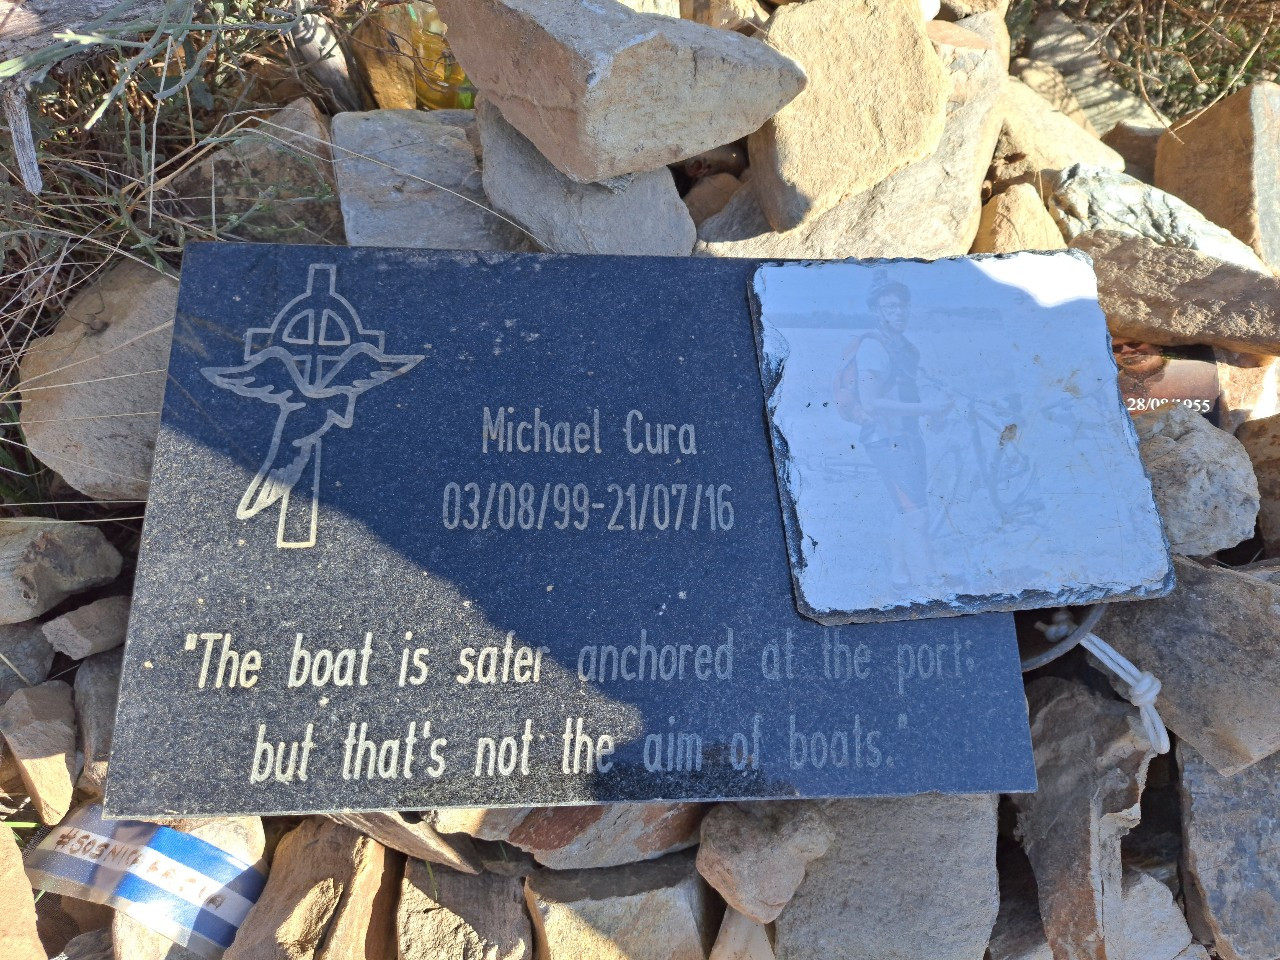 Michael Cura
03/08/99-21/07/16
"The boat is safer anchored at the port;
but that's not the aim of boats."
28/08/1955
#SOSNICARAGUA